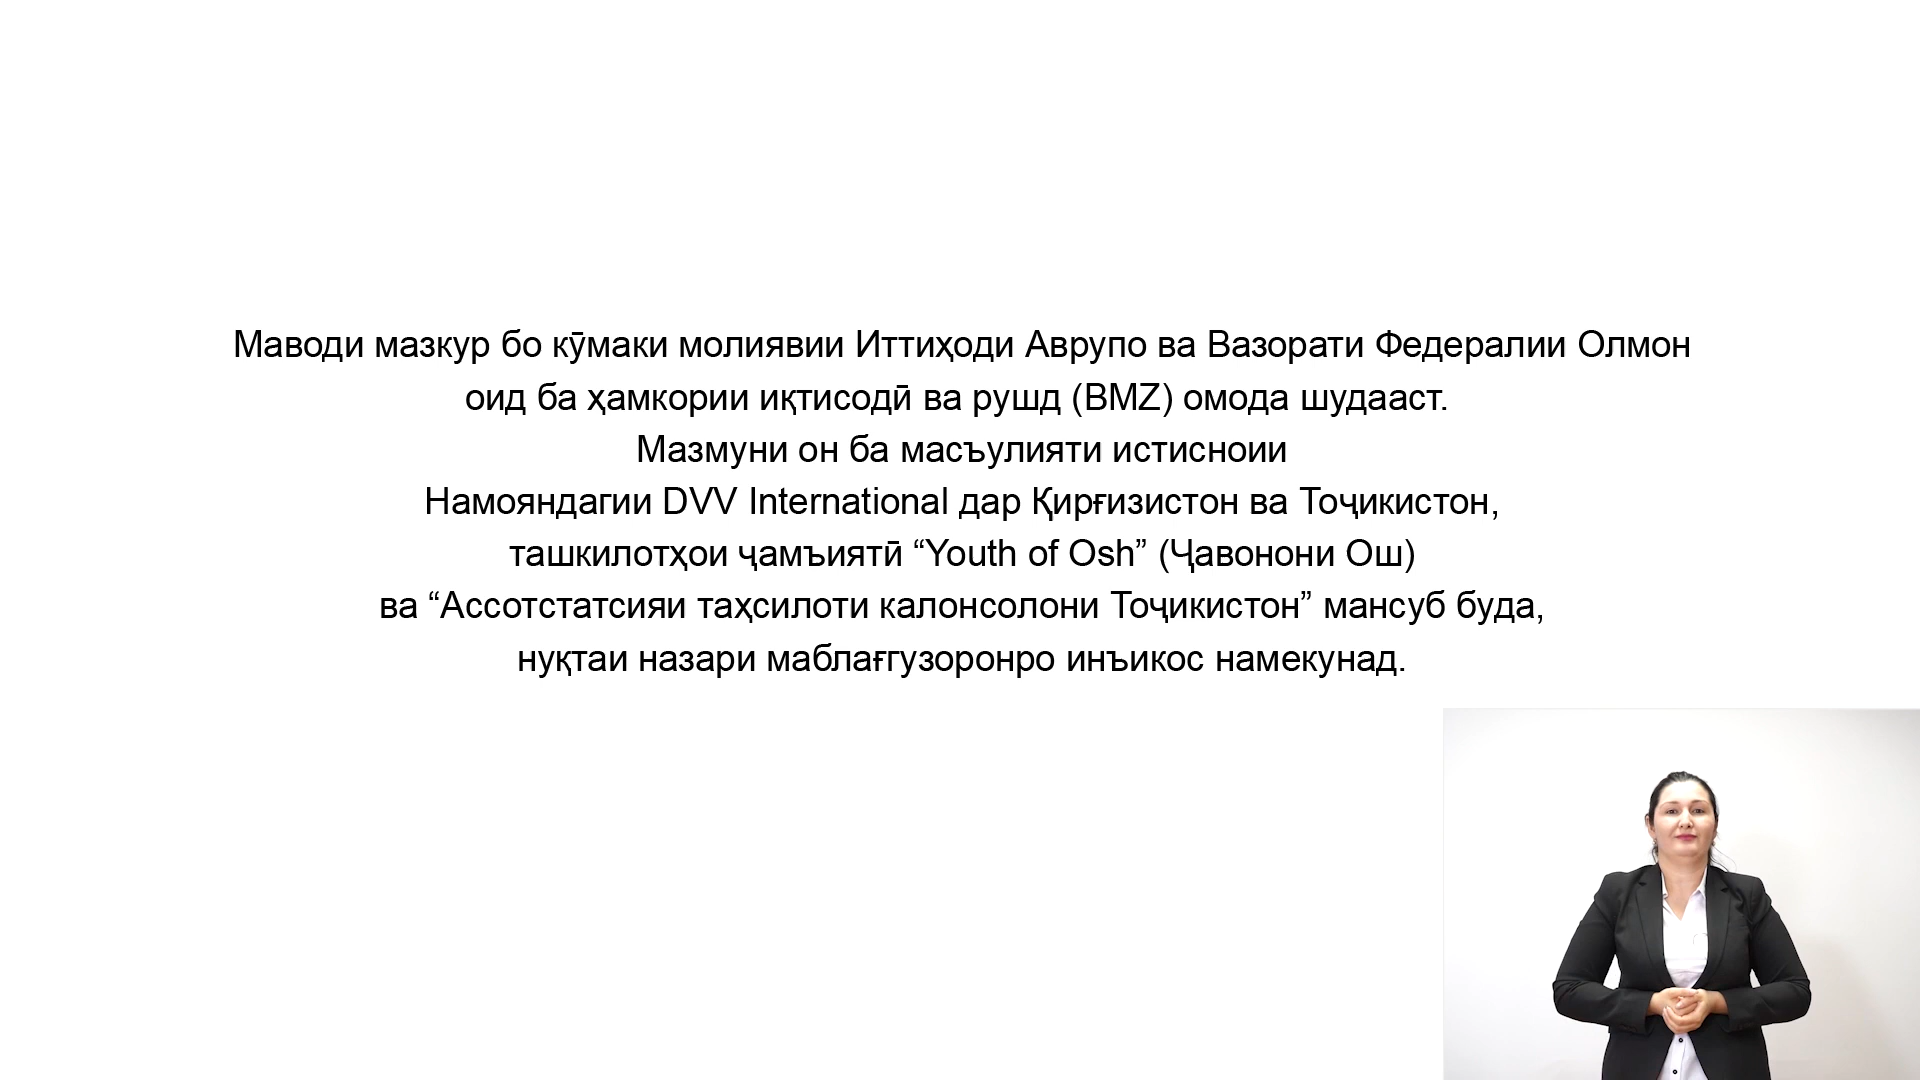 Маводи мазкур бо кӯмаки молиявии Иттиҳоди Аврупо ва Вазорати Федералии Олмон
оид ба ҳамкории иқтисодӣ ва рушд (BMZ) омода шудааст.
Мазмуни он ба масъулияти истисноии
Намояндагии DVV International дар Қирғизистон ва Тоҷикистон,
ташкилотҳои ҷамъиятӣ “Youth of Osh” (Ҷавонони Ош)
ва “Ассотстатсияи таҳсилоти калонсолони Тоҷикистон” мансуб буда,
нуқтаи назари маблағгузоронро инъикос намекунад.